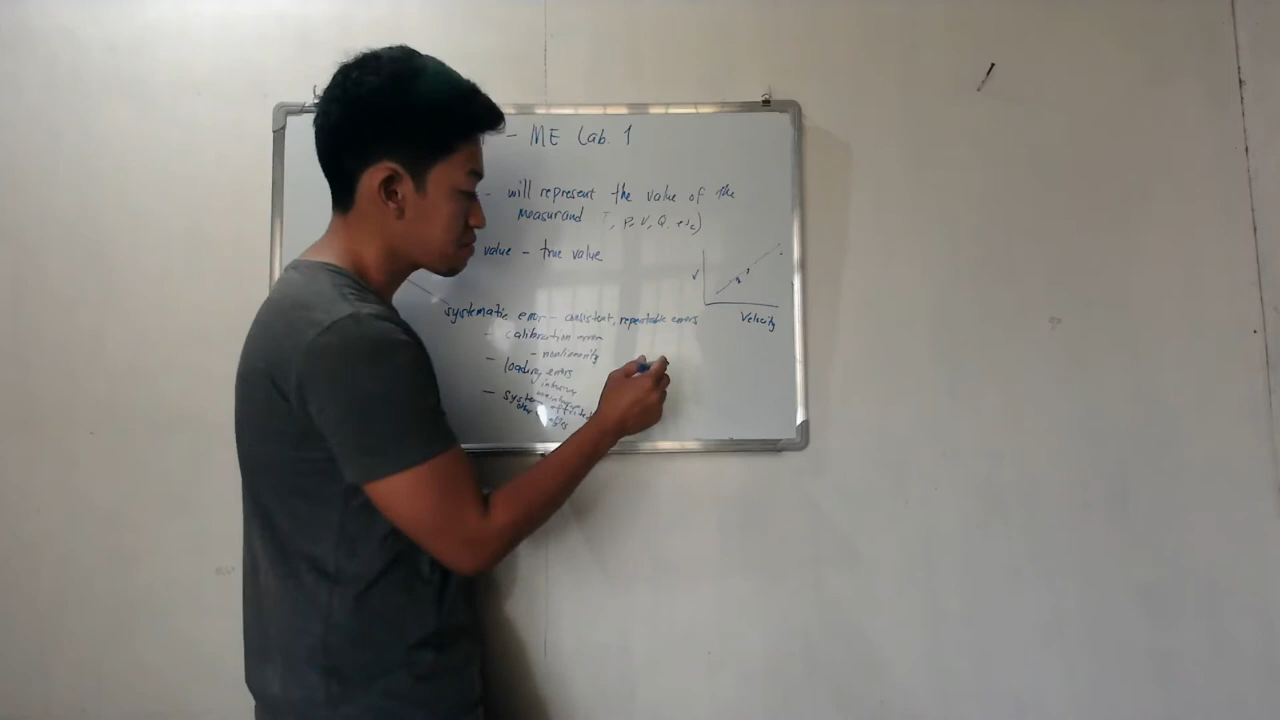 - ME Lab. 1
- will represent the value of the
measurand T, P, V, Q, etc)
value - true value
V
Velocity
systematic error - consistent, repeatable errors
- calibration error
- nonlinearity
- loading errors
- system